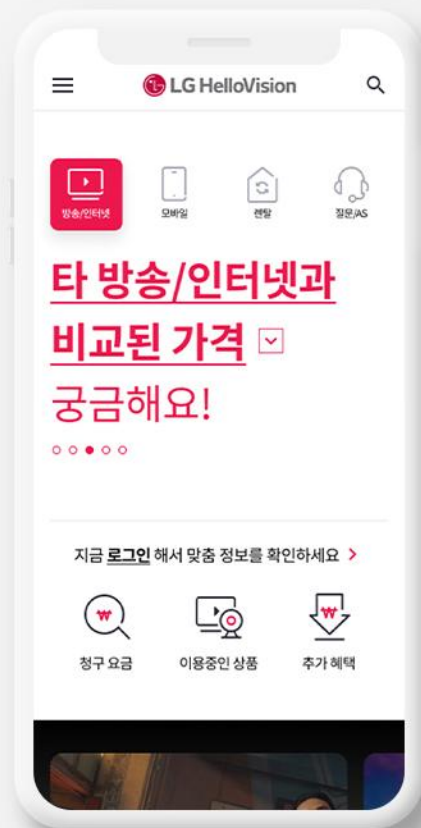 LG HelloVision
방송/인터넷
모바일
렌탈
질문/AS
타 방송/인터넷과
비교된 가격
궁금해요!
지금 로그인 해서 맞춤 정보를 확인하세요 >
청구 요금
이용중인 상품
추가 혜택